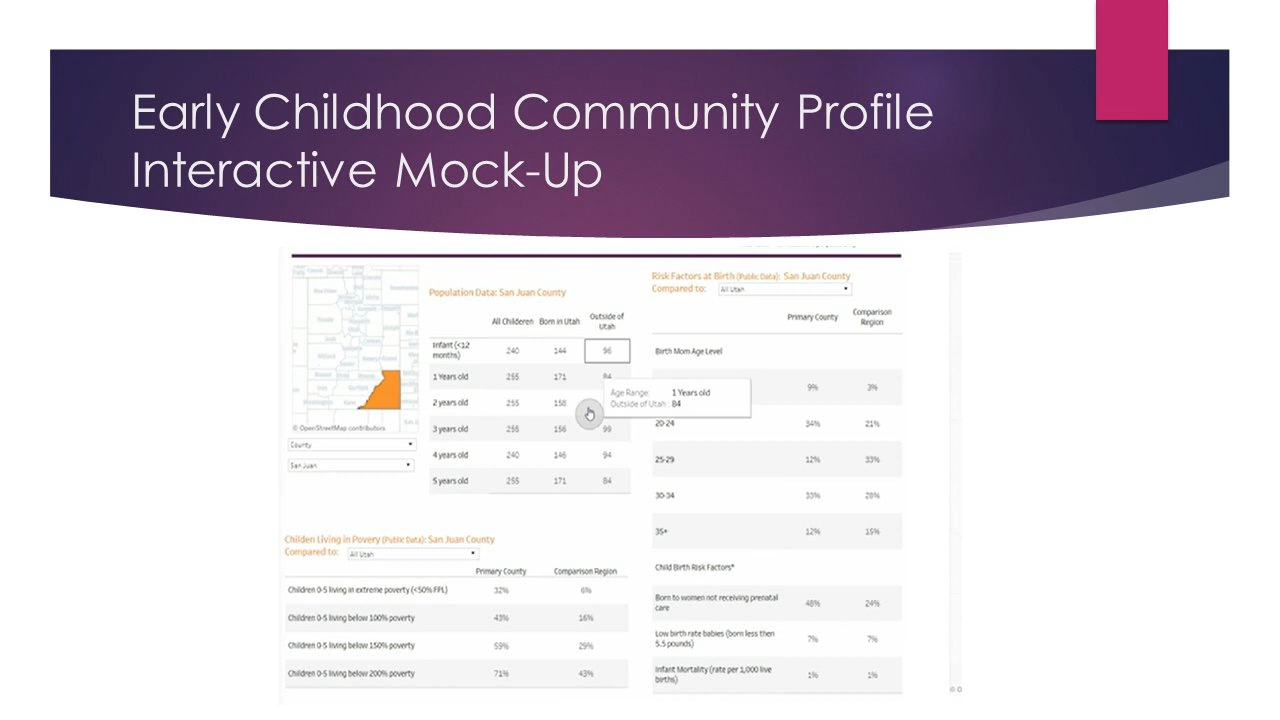 Early Childhood Community Profile
Interactive Mock-Up
© OpenStreetMap contributors
County
San Juan
Population Data: San Juan County
All Childeren Born in Utah Outside of Utah
Infant (<12 months) 240 144 96
1 Years old 255 171 84
2 years old 255 158
3 years old 255 156 99
4 years old 240 146 94
5 years old 255 171 84
Age Range: 1 Years old
Outside of Utah : 84
Childen Living in Poverty (Public Data): San Juan County
Compared to: All Utah
Primary County Comparison Region
Children 0-5 living in extreme poverty (<50% FPL) 32% 6%
Children 0-5 living below 100% poverty 43% 16%
Children 0-5 living below 150% poverty 59% 29%
Children 0-5 living below 200% poverty 71% 43%
Risk Factors at Birth (Public Data): San Juan County
Compared to: All Utah
Primary County Comparison Region
Birth Mom Age Level
9% 3%
20-24 34% 21%
25-29 12% 33%
30-34 33% 28%
35+ 12% 15%
Child Birth Risk Factors*
Born to women not receiving prenatal care 48% 24%
Low birth rate babies (born less then 5.5 pounds) 7% 7%
Infant Mortality (rate per 1,000 live births) 1% 1%